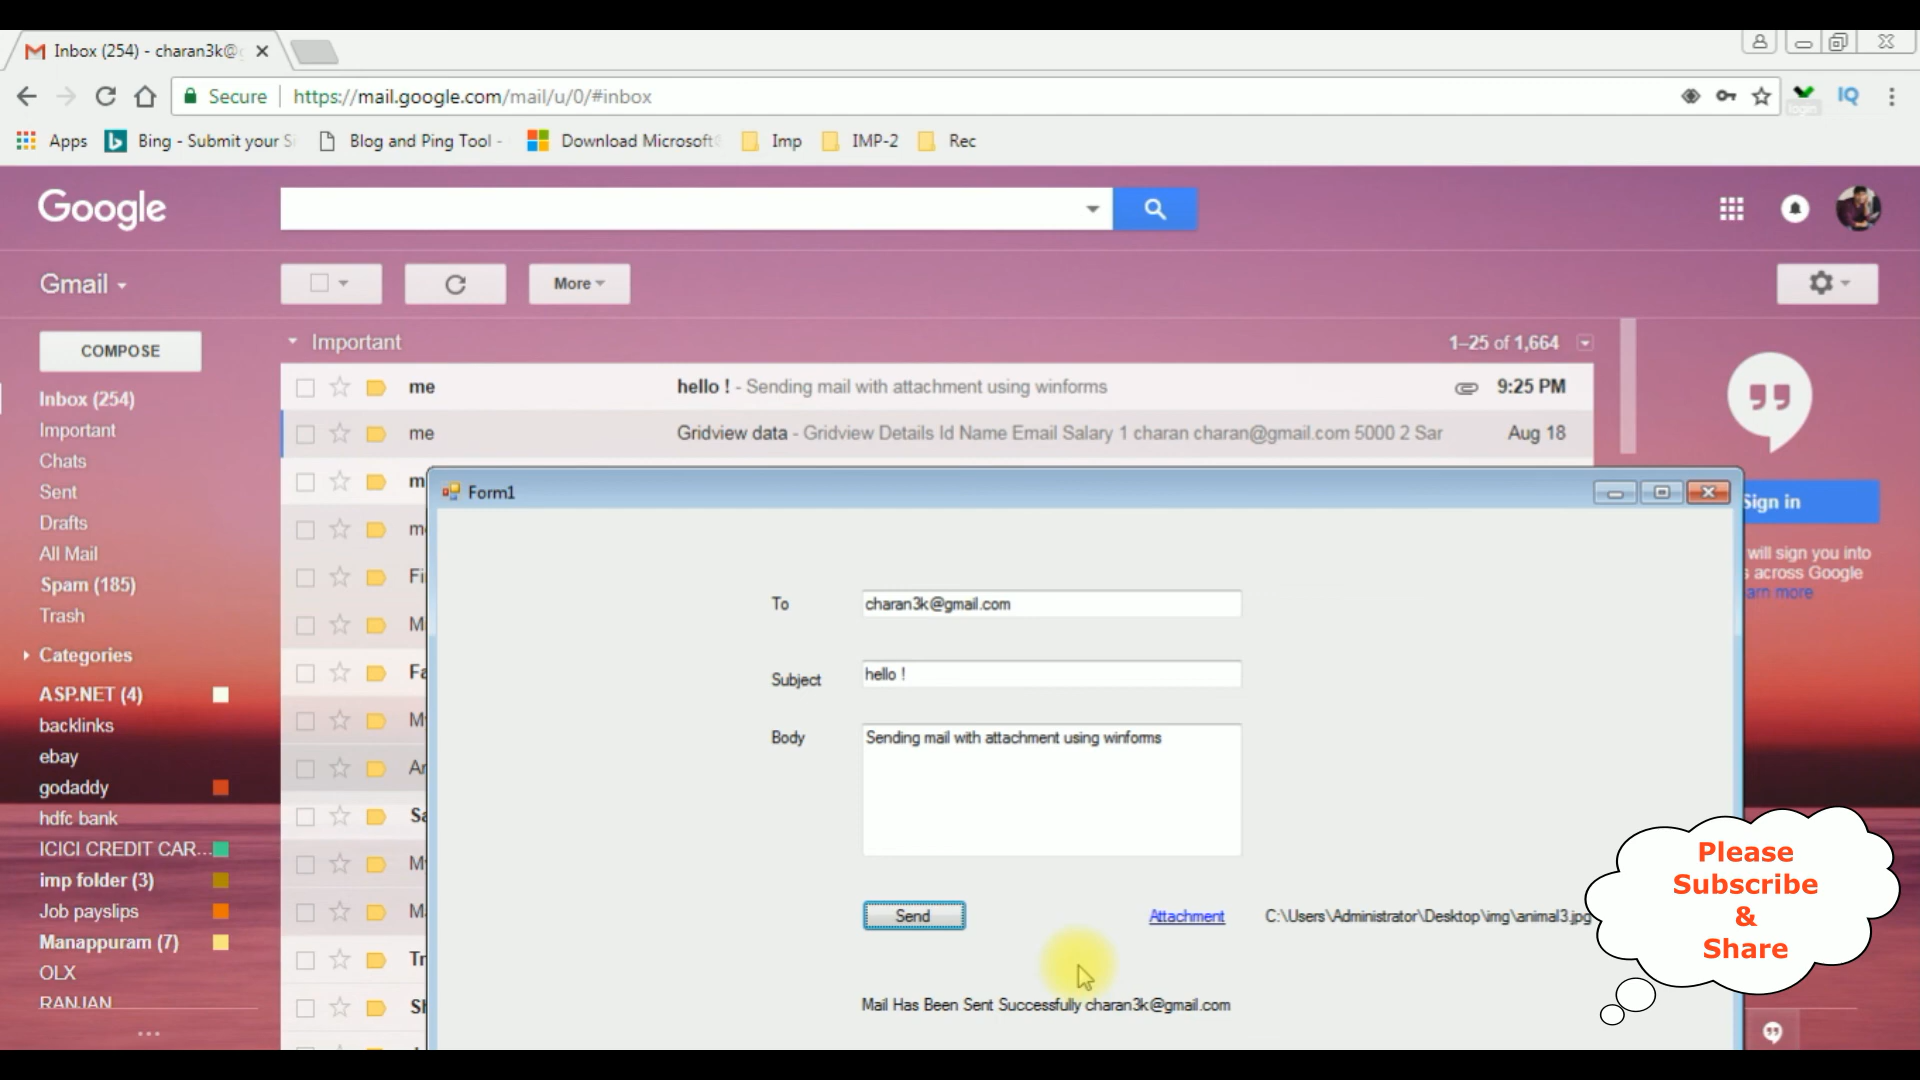 Inbox (254) - charan3k@
Secure https://mail.google.com/mail/u/0/#inbox
IQ
Apps Bing - Submit your Si Blog and Ping Tool - Download Microsoft Imp IMP-2 Rec
login
Google
Gmail
More
COMPOSE
Important 1–25 of 1,664
me hello ! - Sending mail with attachment using winforms 9:25 PM
me Gridview data - Gridview Details Id Name Email Salary 1 charan charan@gmail.com 5000 2 Sar Aug 18
Inbox (254)
Important
Chats
Sent
Drafts
All Mail
Spam (185)
Trash
Categories
ASP.NET (4)
backlinks
ebay
godaddy
hdfc bank
ICICI CREDIT CAR...
imp folder (3)
Job payslips
Manappuram (7)
OLX
RANJAN
Sign in
will sign you into
across Google
arn more
Form1
To charan3k@gmail.com
Subject hello !
Body Sending mail with attachment using winforms
Send Attachment C:\Users\Administrator\Desktop\img\animal3.jpg
Mail Has Been Sent Successfully charan3k@gmail.com
Please
Subscribe
&
Share